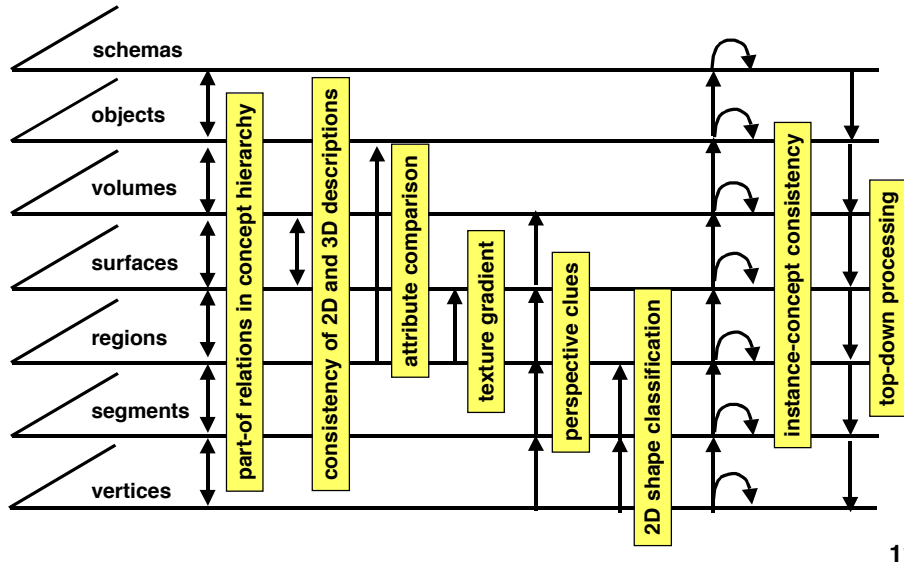 schemas
objects
volumes
surfaces
regions
segments
vertices
part-of relations in concept hierarchy
consistency of 2D and 3D descriptions
attribute comparison
texture gradient
perspective clues
2D shape classification
instance-concept consistency
top-down processing